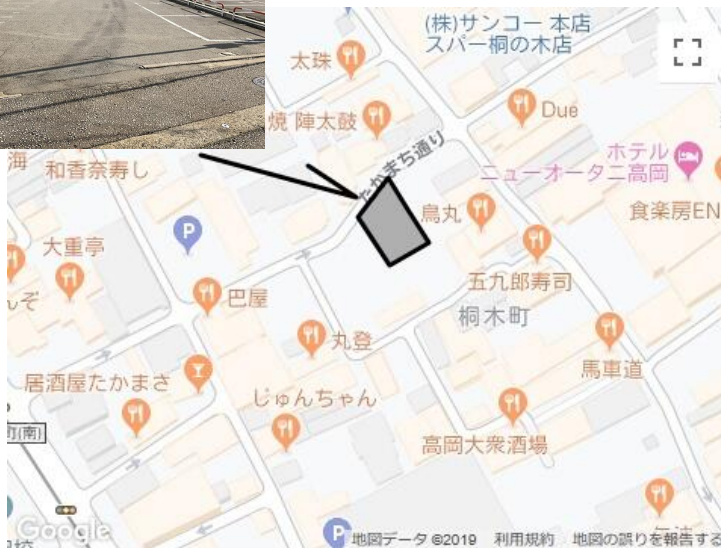 (株)サンコー 本店
スパー桐の木店
太珠
Due
焼 陣太鼓
ホテル
ニューオータニ高岡
和香奈寿し
海
たかまち通り
食楽房EN
鳥丸
P
大重亭
んぞ
五九郎寿司
巴屋
桐木町
丸登
馬車道
居酒屋たかまさ
じゅんちゃん
町(南)
高岡大衆酒場
Google
P
地図データ ©2019 利用規約 地図の誤りを報告する